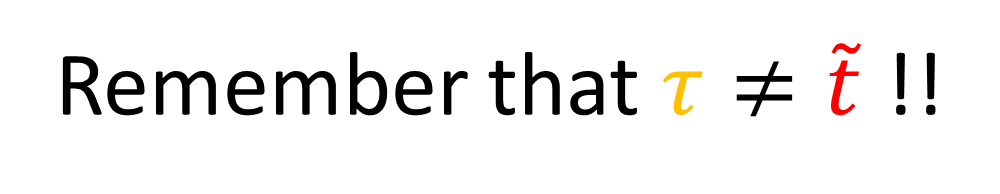 Remember that τ ≠ t̃ !!